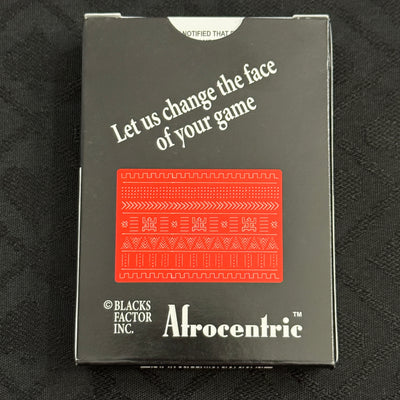 NOTIFIED THAT
Let us change the face
of your game
© BLACKS
FACTOR
INC.
Afrocentric™